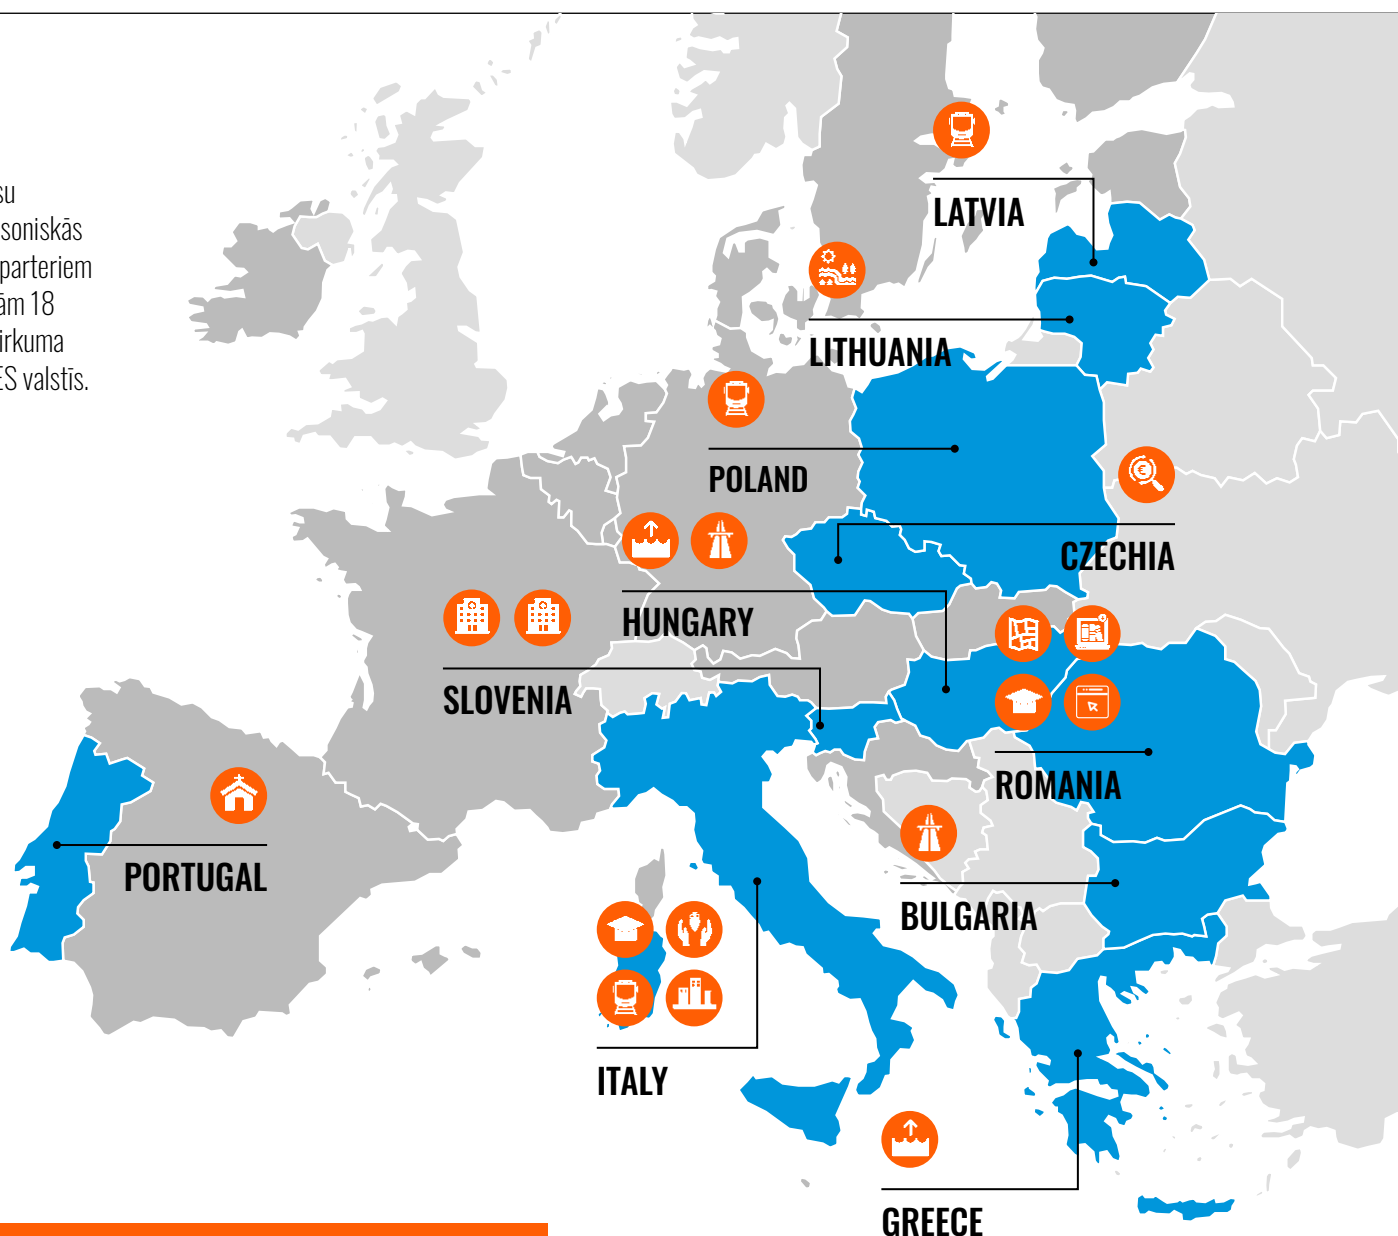 su
soniskās
parteriem
ām 18
irkuma
ES valstīs.
LATVIA
LITHUANIA
POLAND
CZECHIA
HUNGARY
SLOVENIA
ROMANIA
PORTUGAL
BULGARIA
ITALY
GREECE